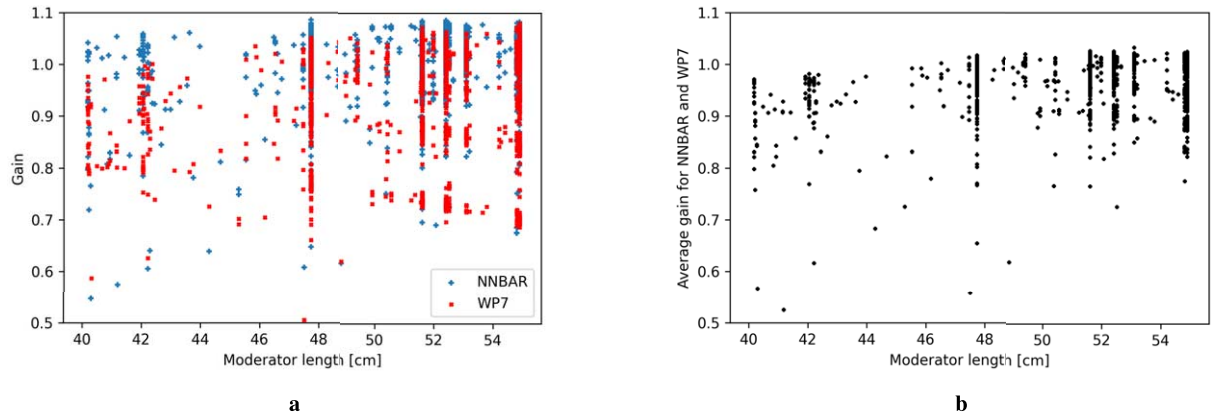 1.1
1.0
0.9
0.8
0.7
0.6
0.5
Gain
40 42 44 46 48 50 52 54
Moderator length [cm]
NNBAR
WP7
a
1.1
1.0
0.9
0.8
0.7
0.6
0.5
Average gain for NNBAR and WP7
40 42 44 46 48 50 52 54
Moderator length [cm]
b